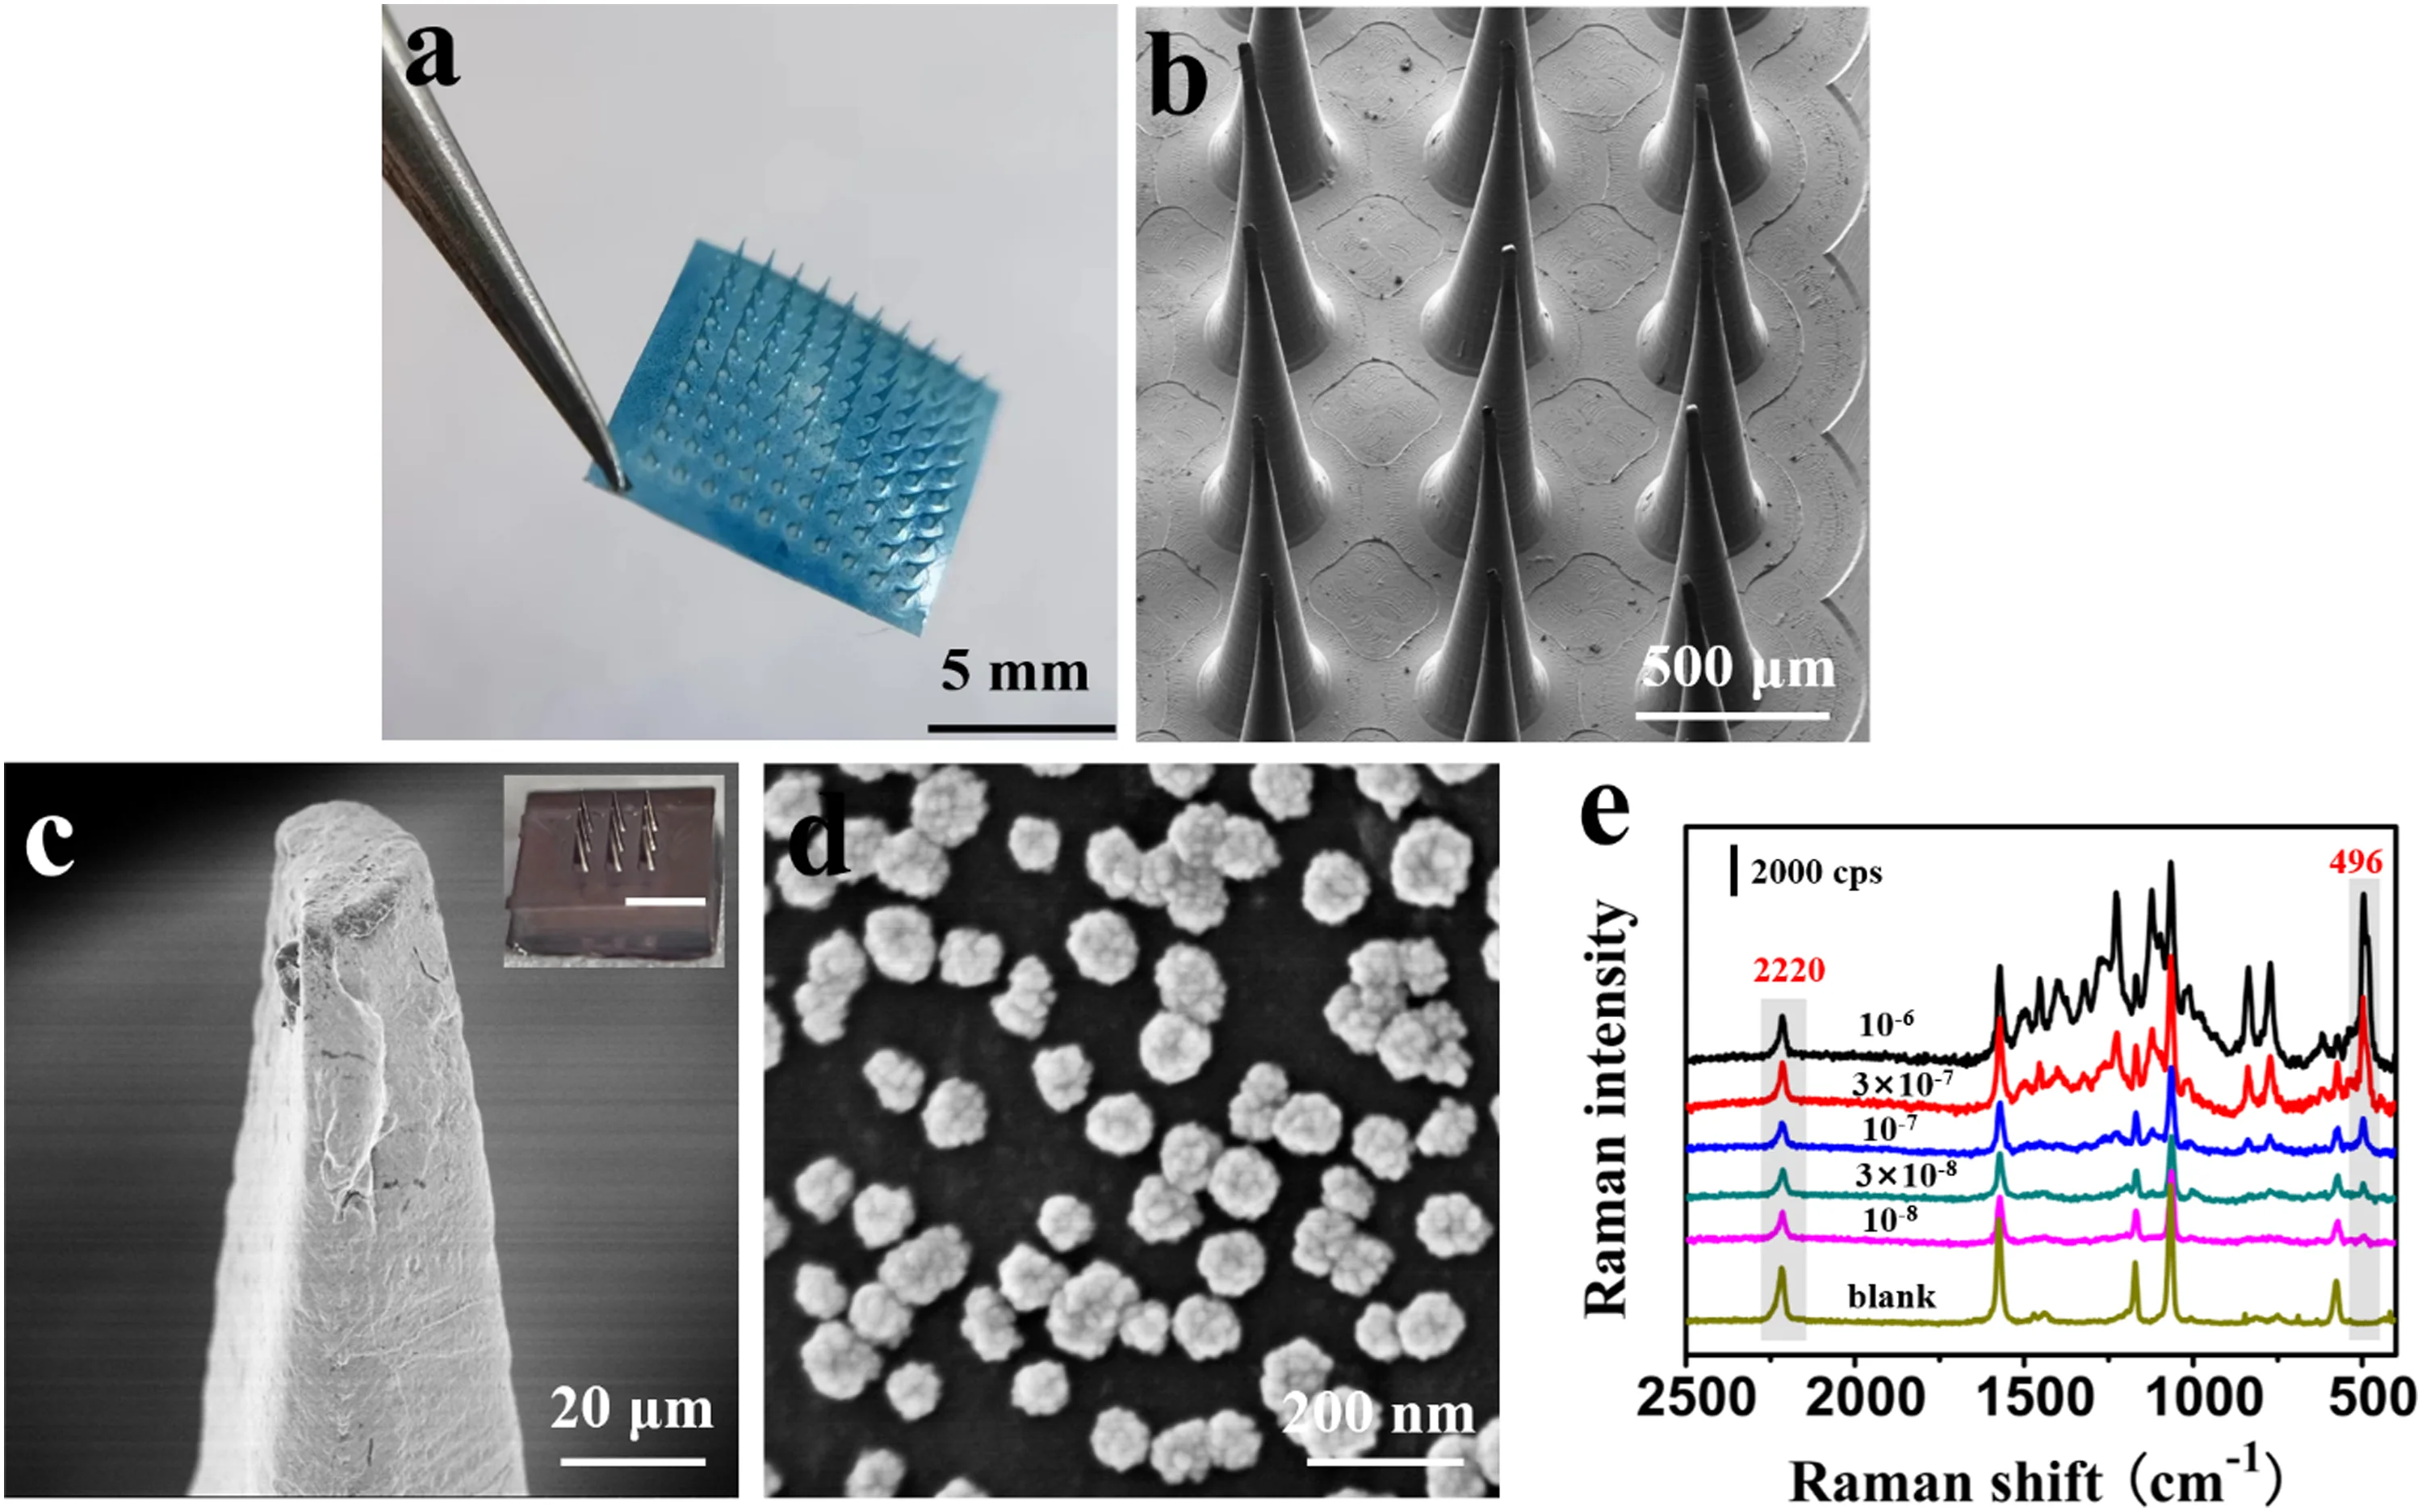 a
5 mm
b
500 μm
c
20 μm
d
200 nm
e
2000 cps
496
2220
10-6
3×10-7
10-7
3×10-8
10-8
blank
Raman intensity
2500 2000 1500 1000 500
Raman shift (cm-1)